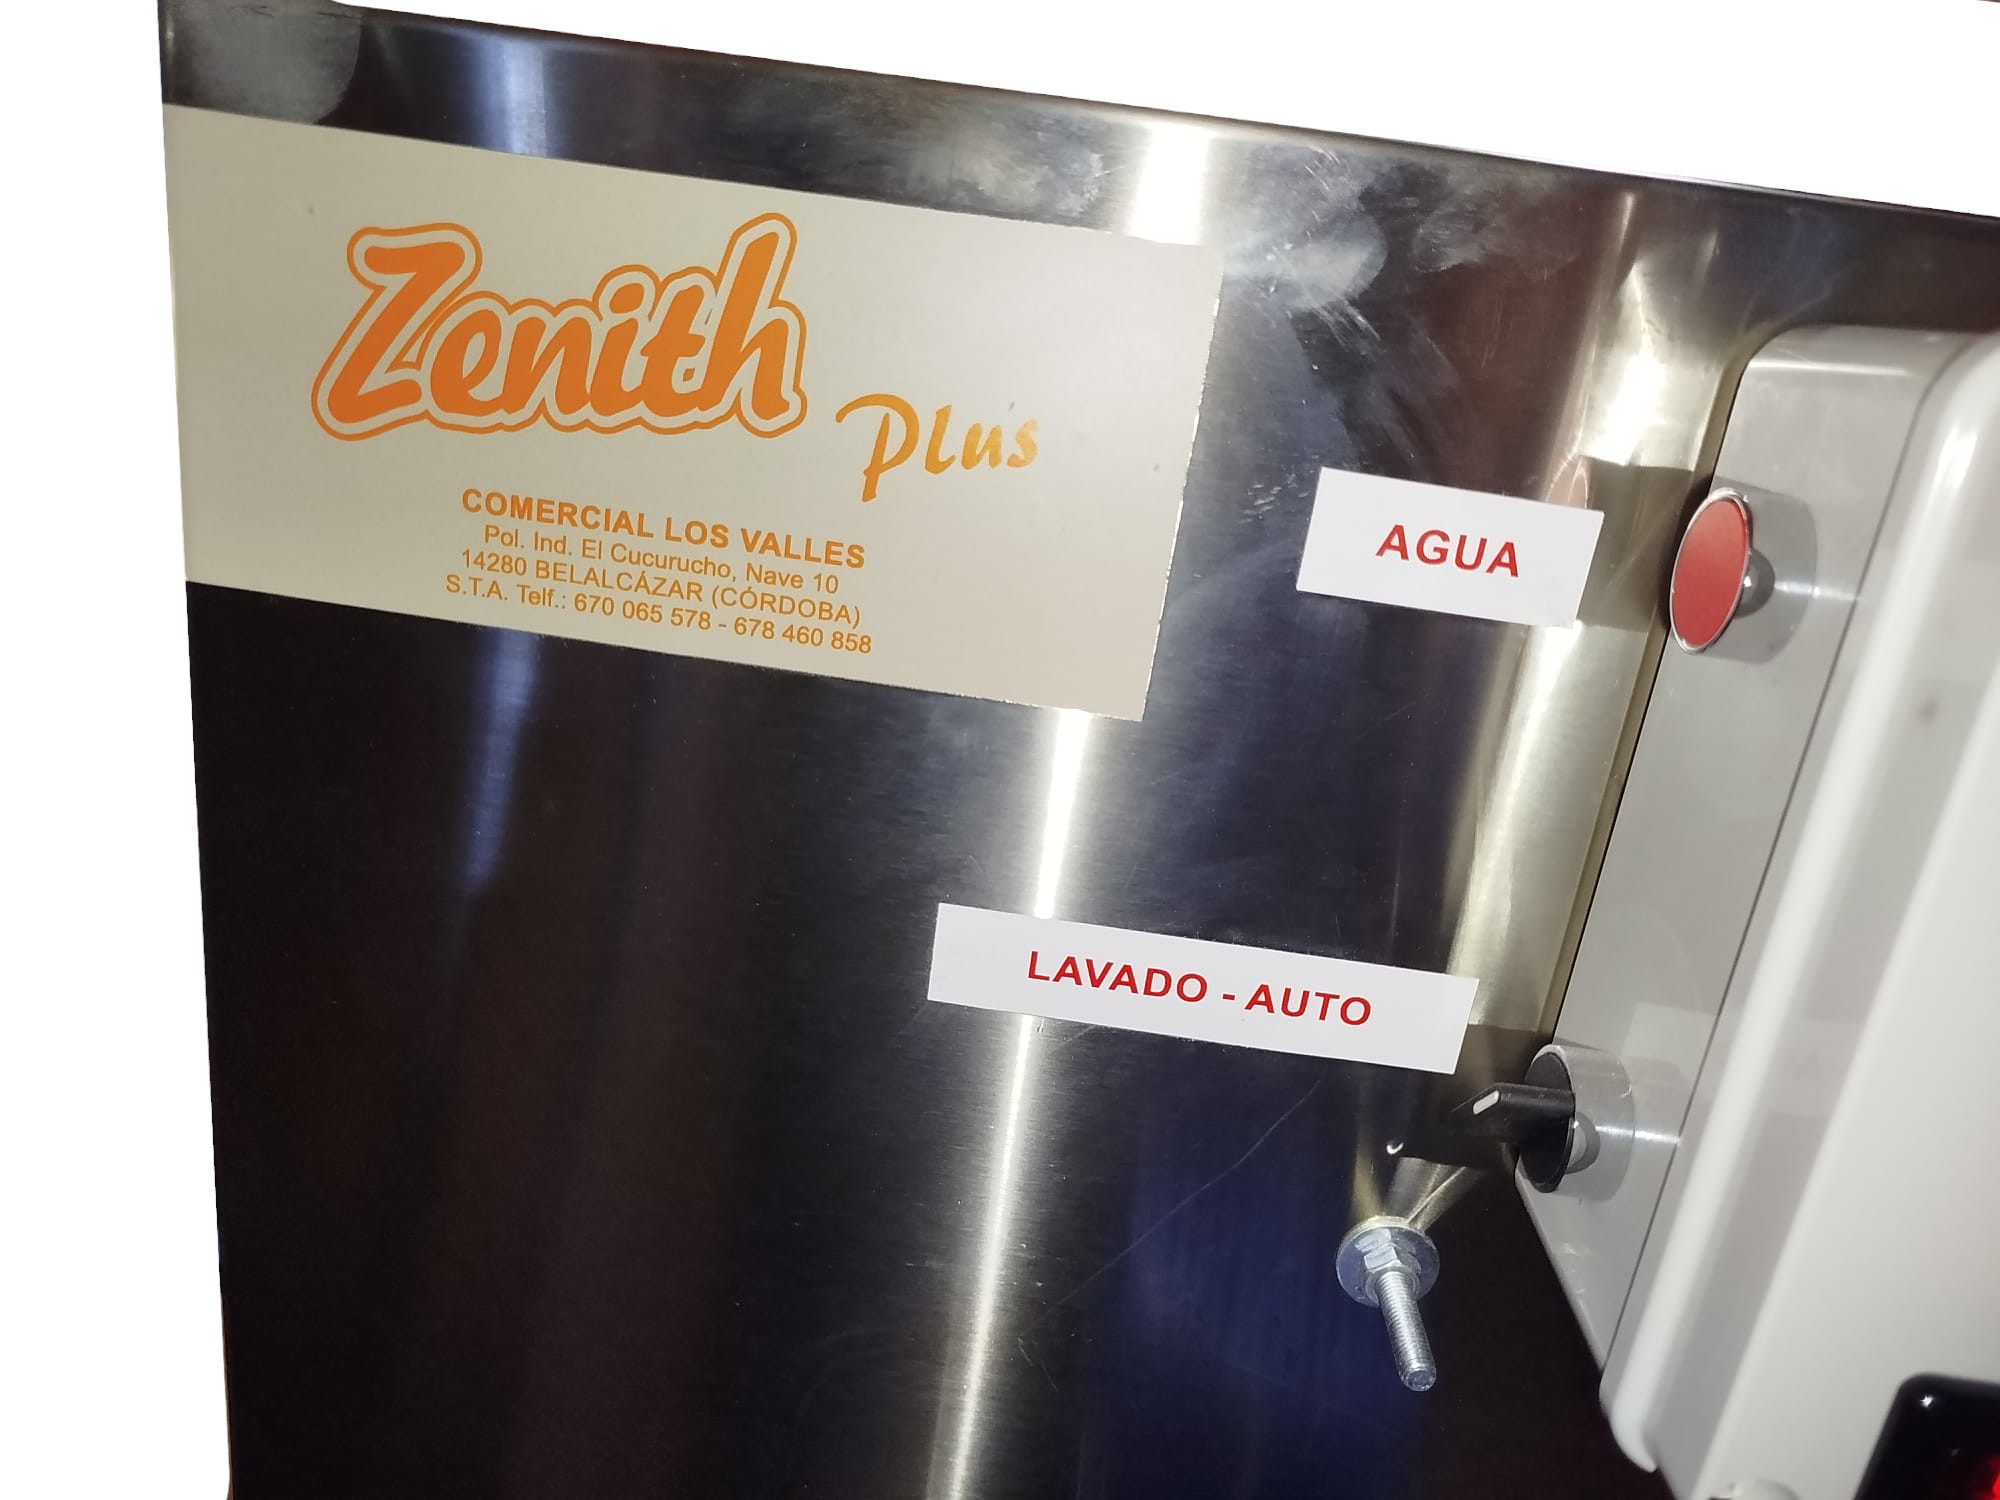 Zenith
Plus
COMERCIAL LOS VALLES
Pol. Ind. El Cucurucho, Nave 10
14280 BELALCÁZAR (CÓRDOBA)
S.T.A. Telf.: 670 065 578 - 678 460 858
AGUA
LAVADO - AUTO